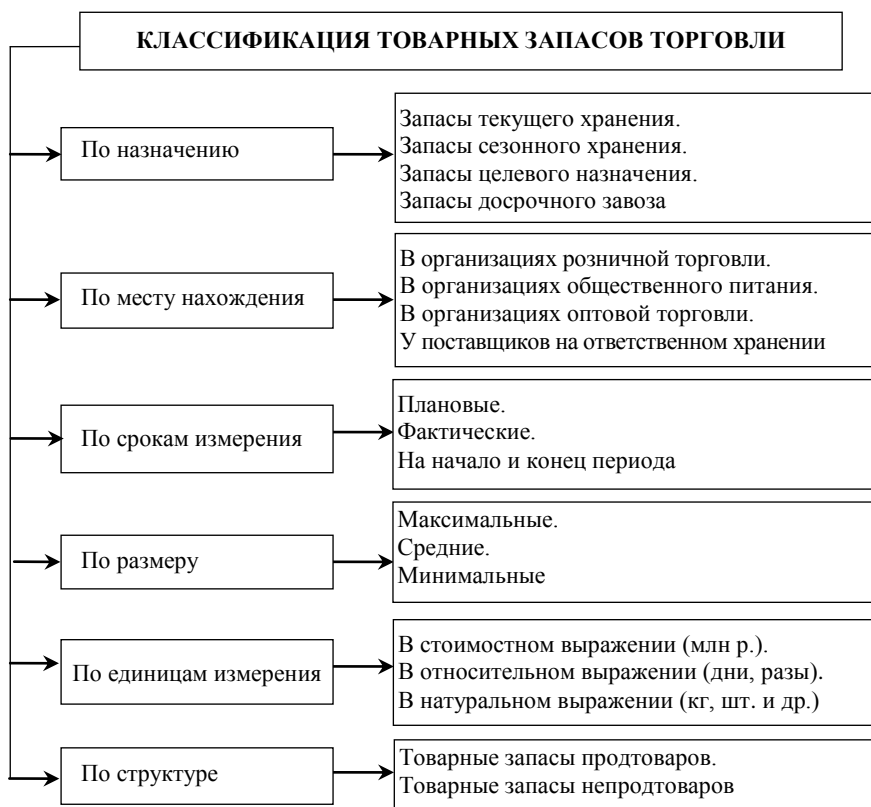 КЛАССИФИКАЦИЯ ТОВАРНЫХ ЗАПАСОВ ТОРГОВЛИ
По назначению
Запасы текущего хранения.
Запасы сезонного хранения.
Запасы целевого назначения.
Запасы досрочного завоза
По месту нахождения
В организациях розничной торговли.
В организациях общественного питания.
В организациях оптовой торговли.
У поставщиков на ответственном хранении
По срокам измерения
Плановые.
Фактические.
На начало и конец периода
По размеру
Максимальные.
Средние.
Минимальные
По единицам измерения
В стоимостном выражении (млн р.).
В относительном выражении (дни, разы).
В натуральном выражении (кг, шт. и др.)
По структуре
Товарные запасы продтоваров.
Товарные запасы непродтоваров